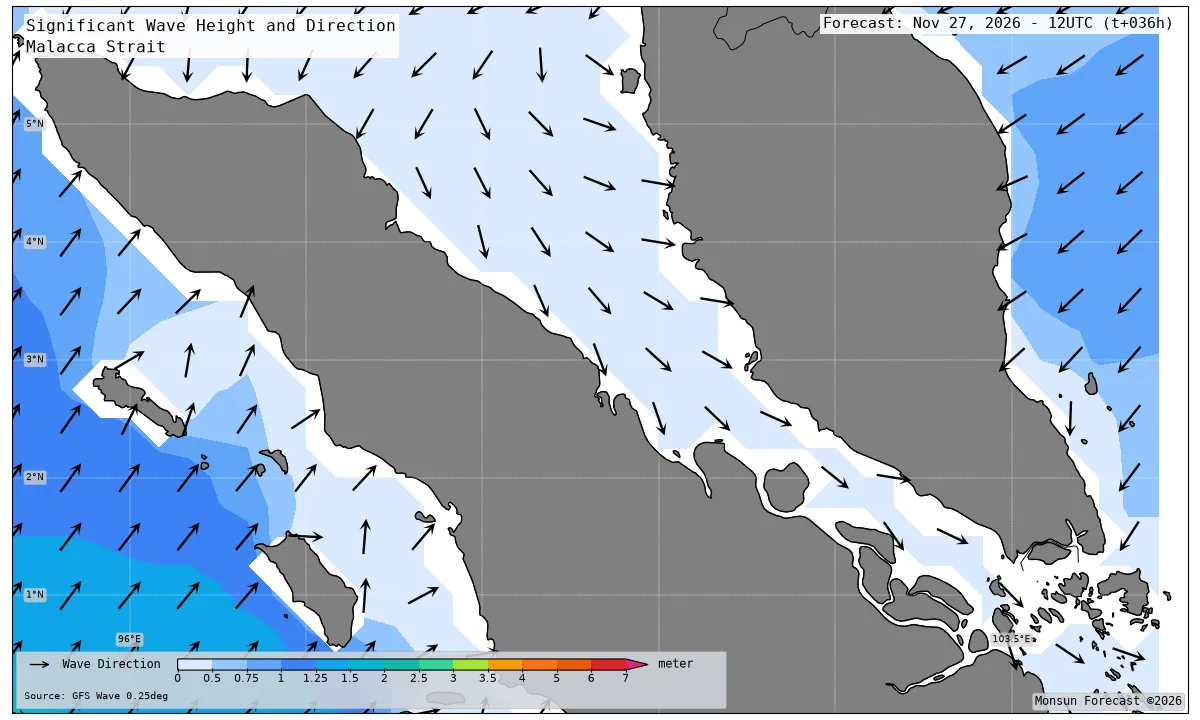 Significant Wave Height and Direction
Malacca Strait
Forecast: Nov 27, 2026 - 12UTC (t+036h)
5°N
4°N
3°N
2°N
1°N
96°E
103.5°E
Wave Direction
meter
0 0.5 0.75 1 1.25 1.5 2 2.5 3 3.5 4 5 6 7
Source: GFS Wave 0.25deg
Monsun Forecast ©2026